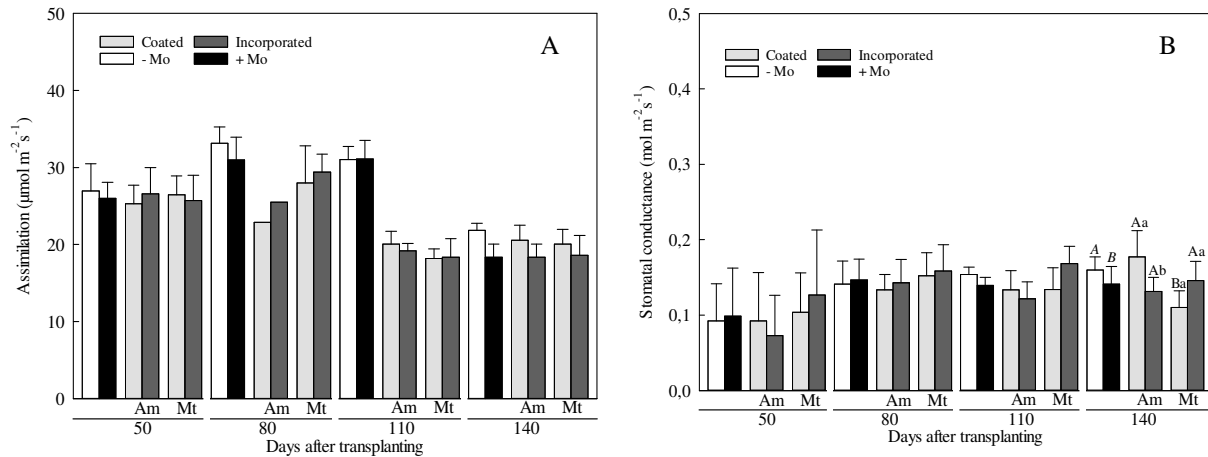 50
40
30
20
10
0
Assimilation (µmol m⁻²s⁻¹)
Coated
Incorporated
- Mo
+ Mo
A
Am Mt Am Mt Am Mt Am Mt
50 80 110 140
Days after transplanting
0,5
0,4
0,3
0,2
0,1
0,0
Stomatal conductance (mol m⁻²s⁻¹)
Coated
Incorporated
- Mo
+ Mo
B
A B Aa Ab Ba Aa
Am Mt Am Mt Am Mt Am Mt
50 80 110 140
Days after transplanting